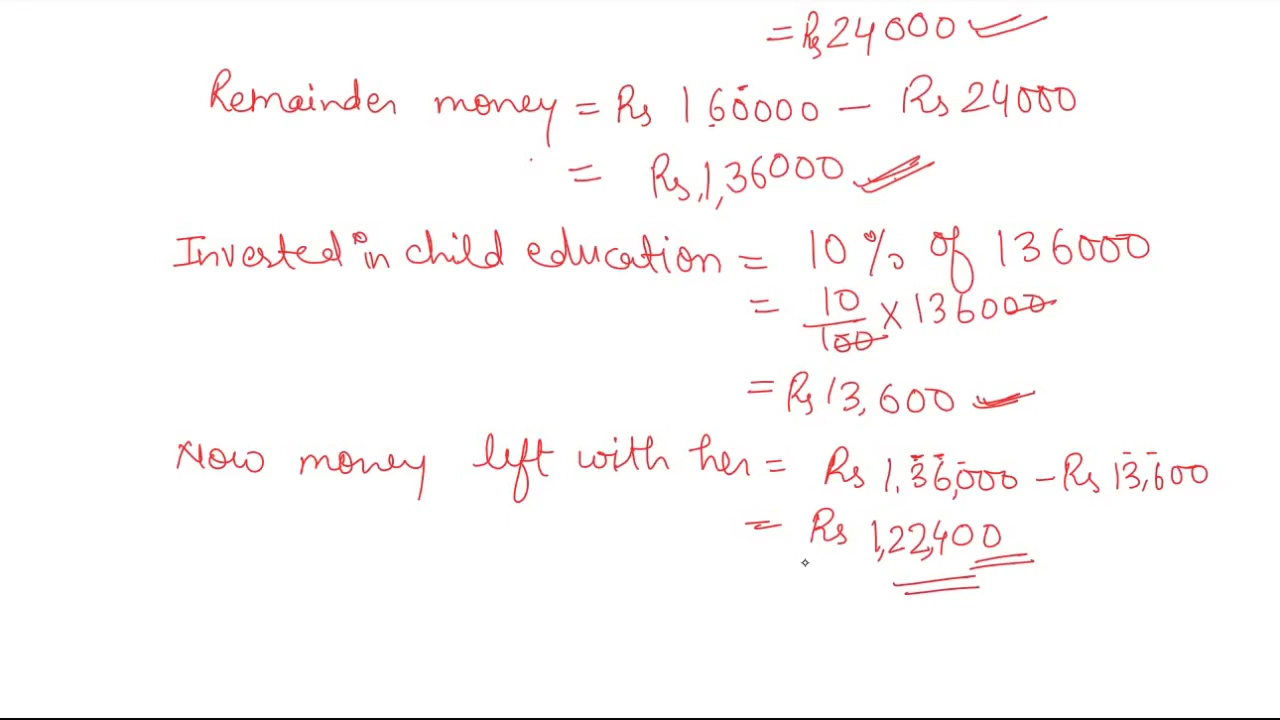 = Rs 24000
Remainder money = Rs 160000 - Rs 24000
= Rs. 1,36000
Invested in child education = 10% of 136000
= 10/100 × 136000
= Rs 13,600
Now money left with her = Rs 1,36,000 - Rs 13,600
= Rs 1,22,400